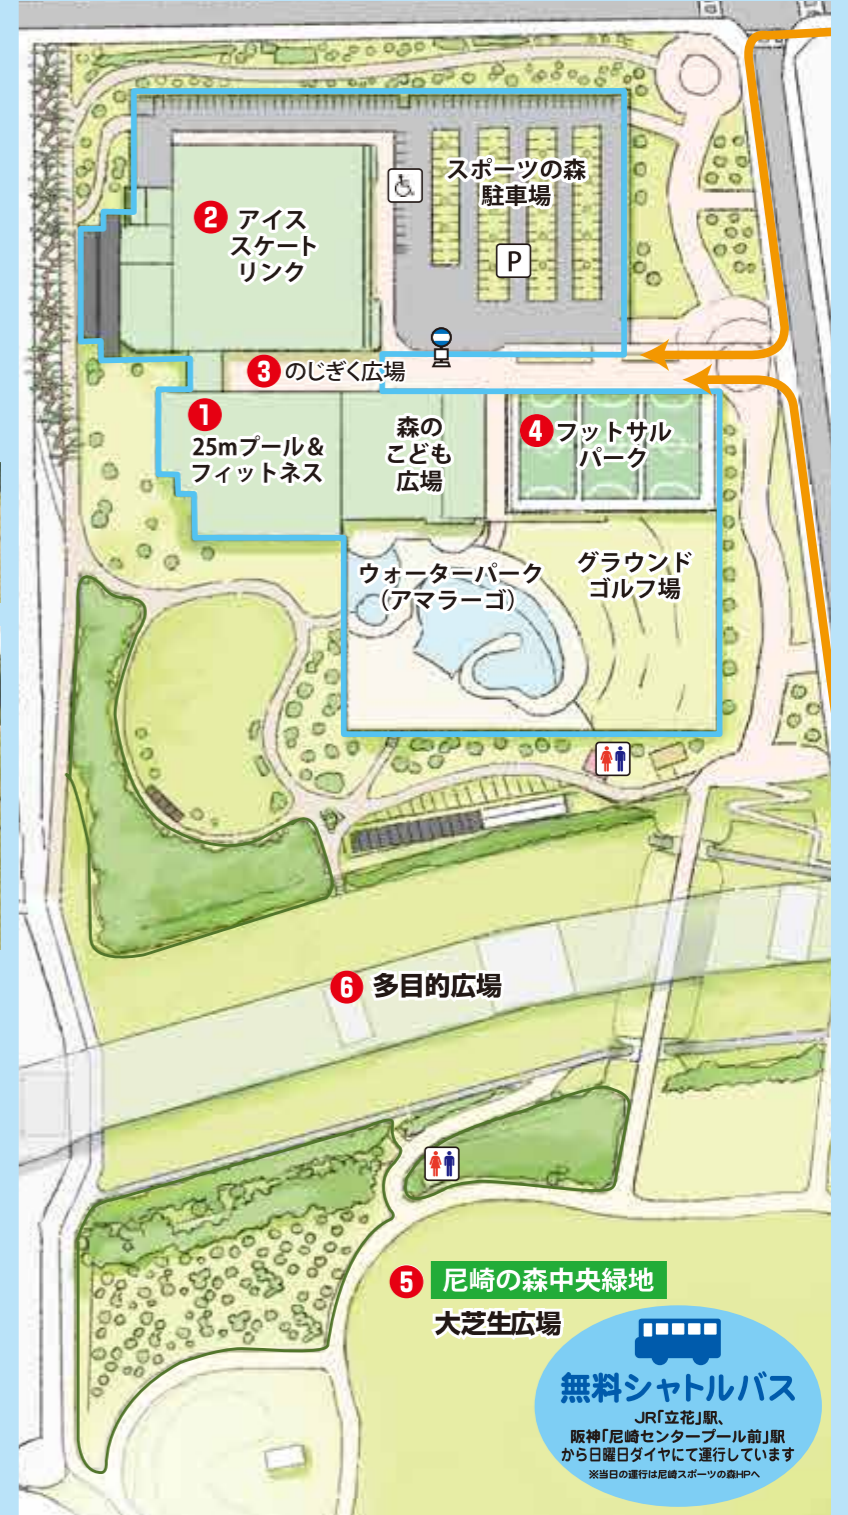 スポーツの森
駐車場
P
2 アイス
スケート
リンク
3 のじぎく広場
1
25mプール&
フィットネス
森の
こども
広場
4 フットサル
パーク
ウォーターパーク
(アマラーゴ)
グラウンド
ゴルフ場
6 多目的広場
5 尼崎の森中央緑地
大芝生広場
無料シャトルバス
JR「立花」駅、
阪神「尼崎センタープール前」駅
から日曜日ダイヤにて運行しています
※当日の運行は尼崎スポーツの森HPへ